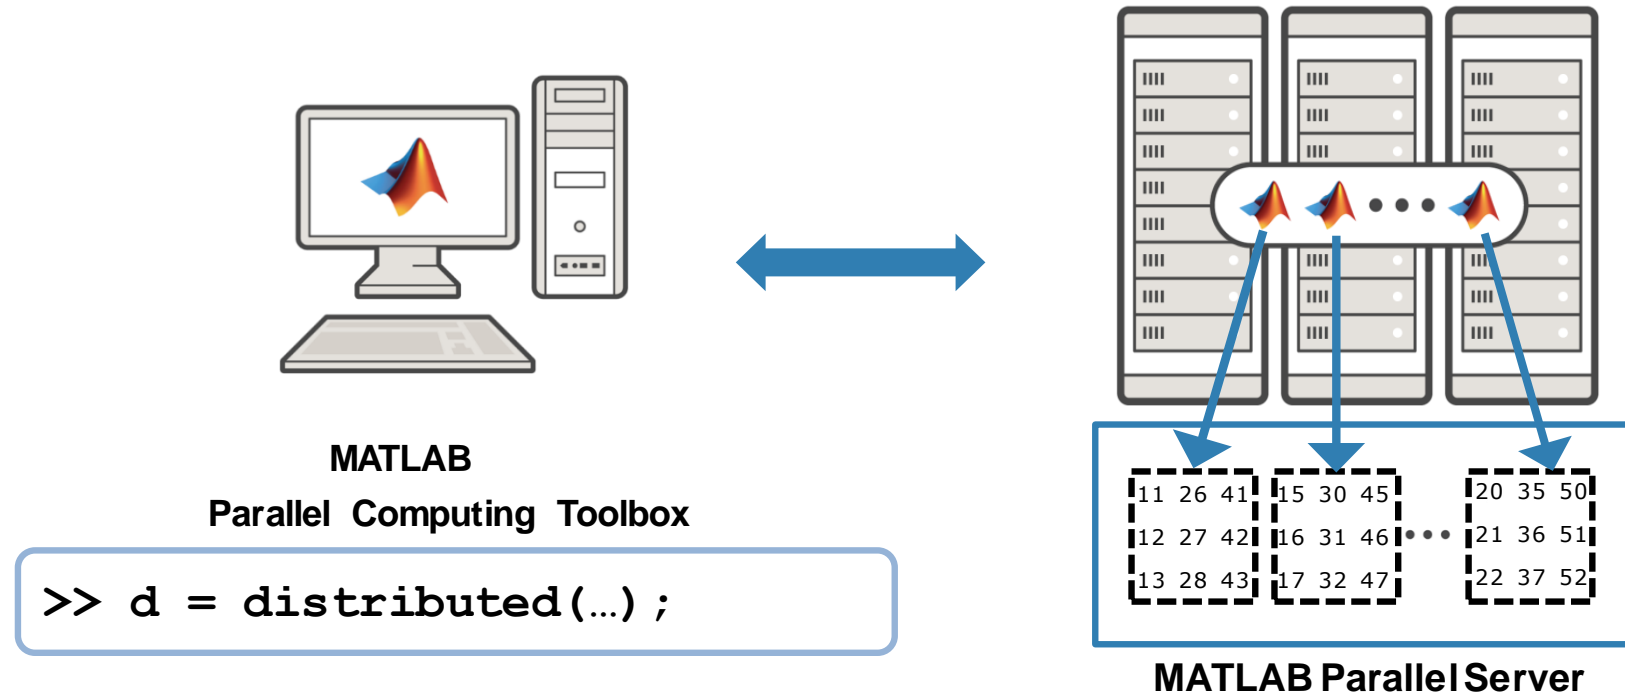 MATLAB
Parallel Computing Toolbox
>> d = distributed(…);
11 26 41 15 30 45 20 35 50
12 27 42 16 31 46 ••• 21 36 51
13 28 43 17 32 47 22 37 52
MATLAB Parallel Server